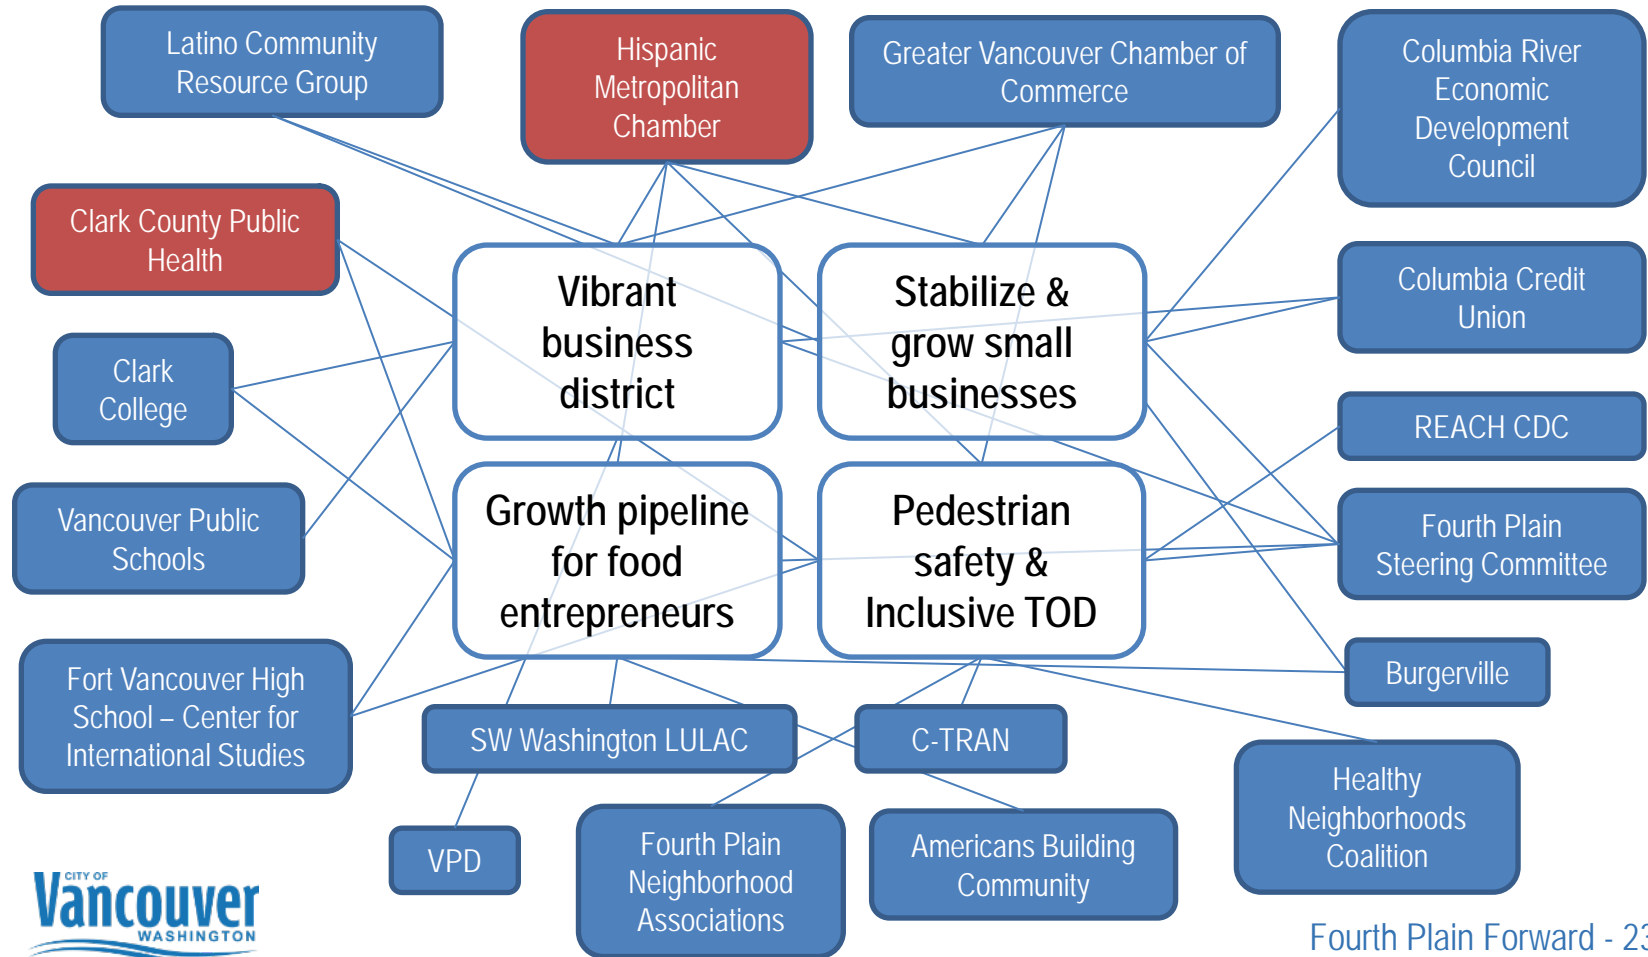 Latino Community
Resource Group
Hispanic
Metropolitan
Chamber
Greater Vancouver Chamber of
Commerce
Columbia River
Economic
Development
Council
Clark County Public
Health
Vibrant
business
district
Stabilize &
grow small
businesses
Columbia Credit
Union
Clark
College
REACH CDC
Vancouver Public
Schools
Growth pipeline
for food
entrepreneurs
Pedestrian
safety &
Inclusive TOD
Fourth Plain
Steering Committee
Fort Vancouver High
School – Center for
International Studies
Burgerville
SW Washington LULAC
C-TRAN
Healthy
Neighborhoods
Coalition
VPD
Fourth Plain
Neighborhood
Associations
Americans Building
Community
CITY OF
Vancouver
WASHINGTON
Fourth Plain Forward - 23